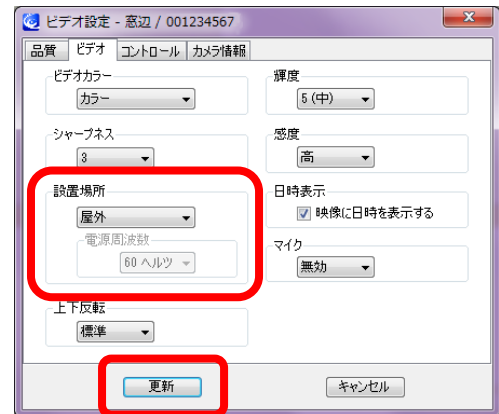 ビデオ設定 - 窓辺 / 001234567
品質 ビデオ コントロール カメラ情報
ビデオカラー
カラー
輝度
5 (中)
シャープネス
3
感度
高
設置場所
屋外
電源周波数
60 ヘルツ
日時表示
映像に日時を表示する
マイク
無効
上下反転
標準
更新
キャンセル